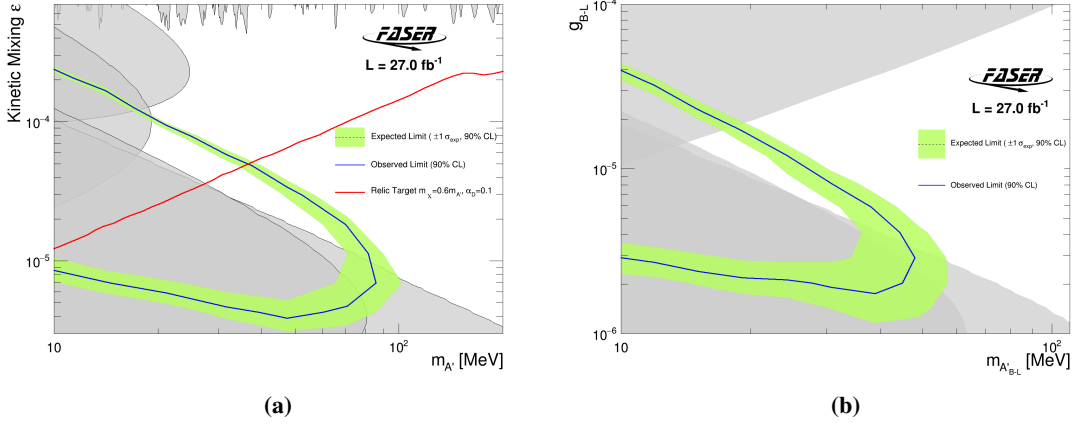 Kinetic Mixing ε
10⁻⁴
10⁻⁵
FASER
L = 27.0 fb⁻¹
Expected Limit ( ±1 σexp, 90% CL)
Observed Limit (90% CL)
Relic Target mχ=0.6mA', αD=0.1
10
10²
mA' [MeV]
(a)
gB-L
10⁻⁴
10⁻⁵
10⁻⁶
FASER
L = 27.0 fb⁻¹
Expected Limit ( ±1 σexp, 90% CL)
Observed Limit (90% CL)
10
10²
mA'B-L [MeV]
(b)